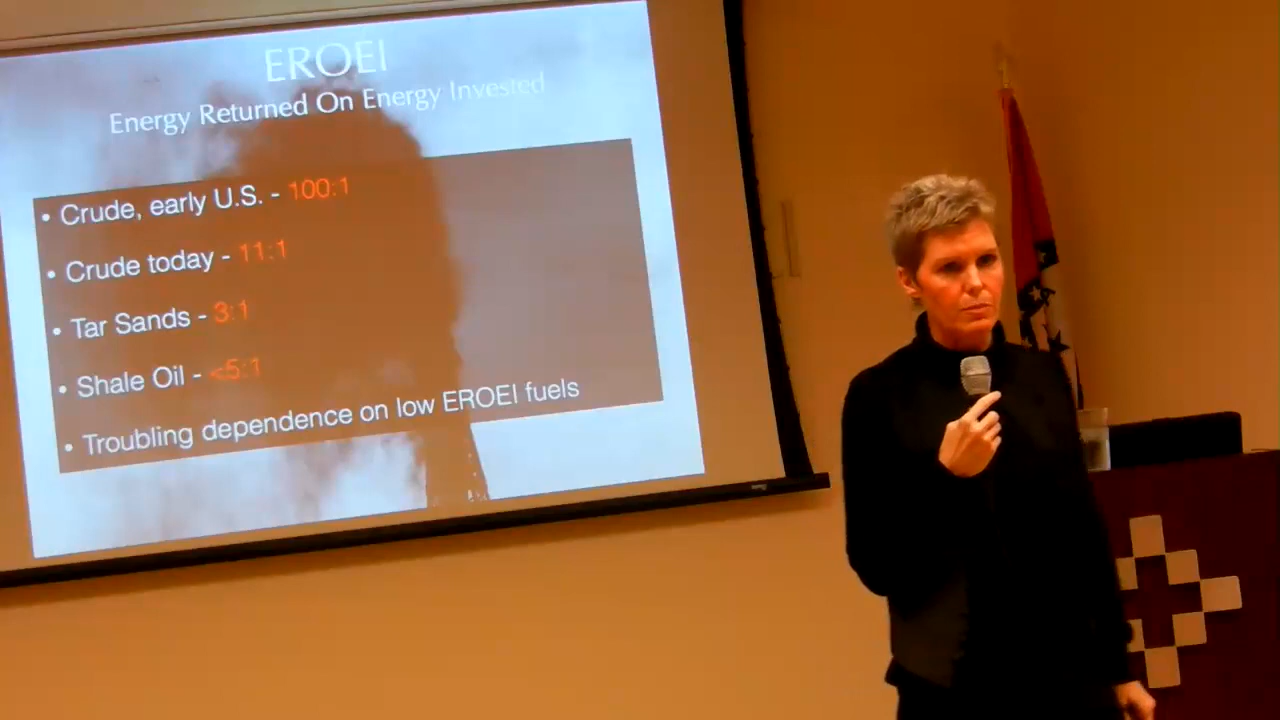 EROEI
Energy Returned On Energy Invested
• Crude, early U.S. - 100:1
• Crude today - 11:1
• Tar Sands - 3:1
• Shale Oil - <5:1
• Troubling dependence on low EROEI fuels